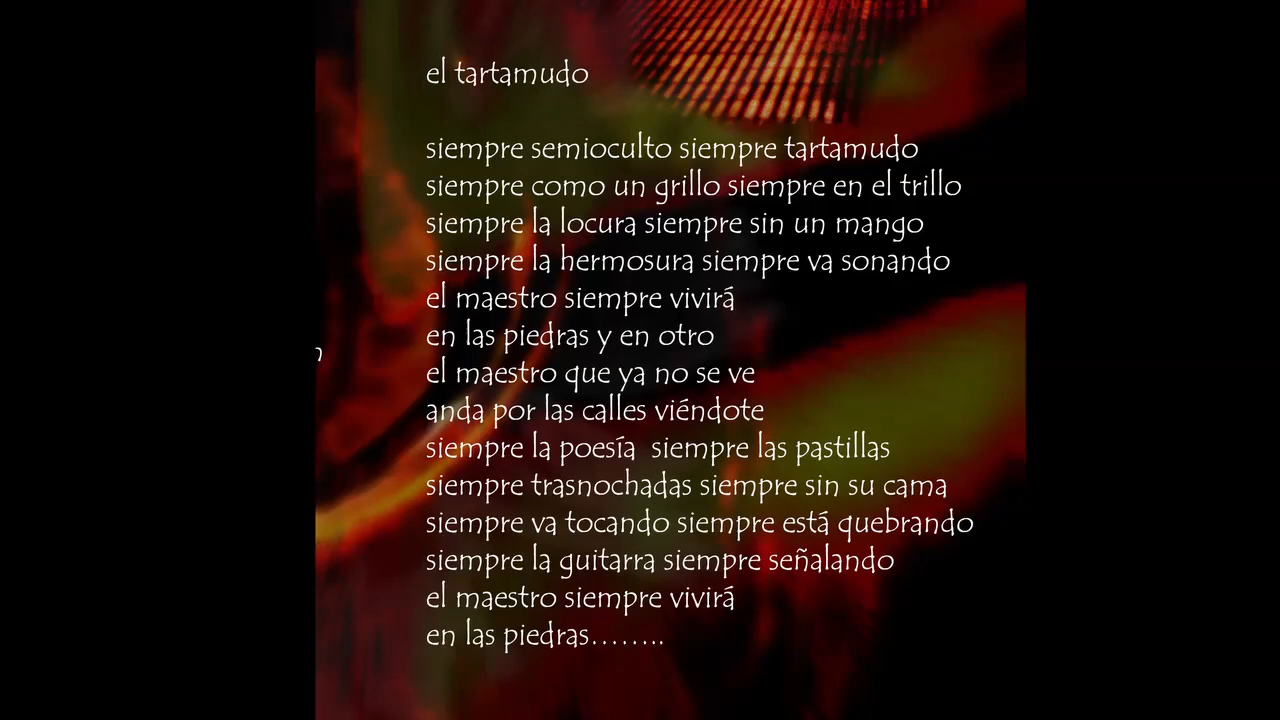 el tartamudo
siempre semioculto siempre tartamudo
siempre como un grillo siempre en el trillo
siempre la locura siempre sin un mango
siempre la hermosura siempre va sonando
el maestro siempre vivirá
en las piedras y en otro
el maestro que ya no se ve
anda por las calles viéndote
siempre la poesía  siempre las pastillas
siempre trasnochadas siempre sin su cama
siempre va tocando siempre está quebrando
siempre la guitarra siempre señalando
el maestro siempre vivirá
en las piedras........